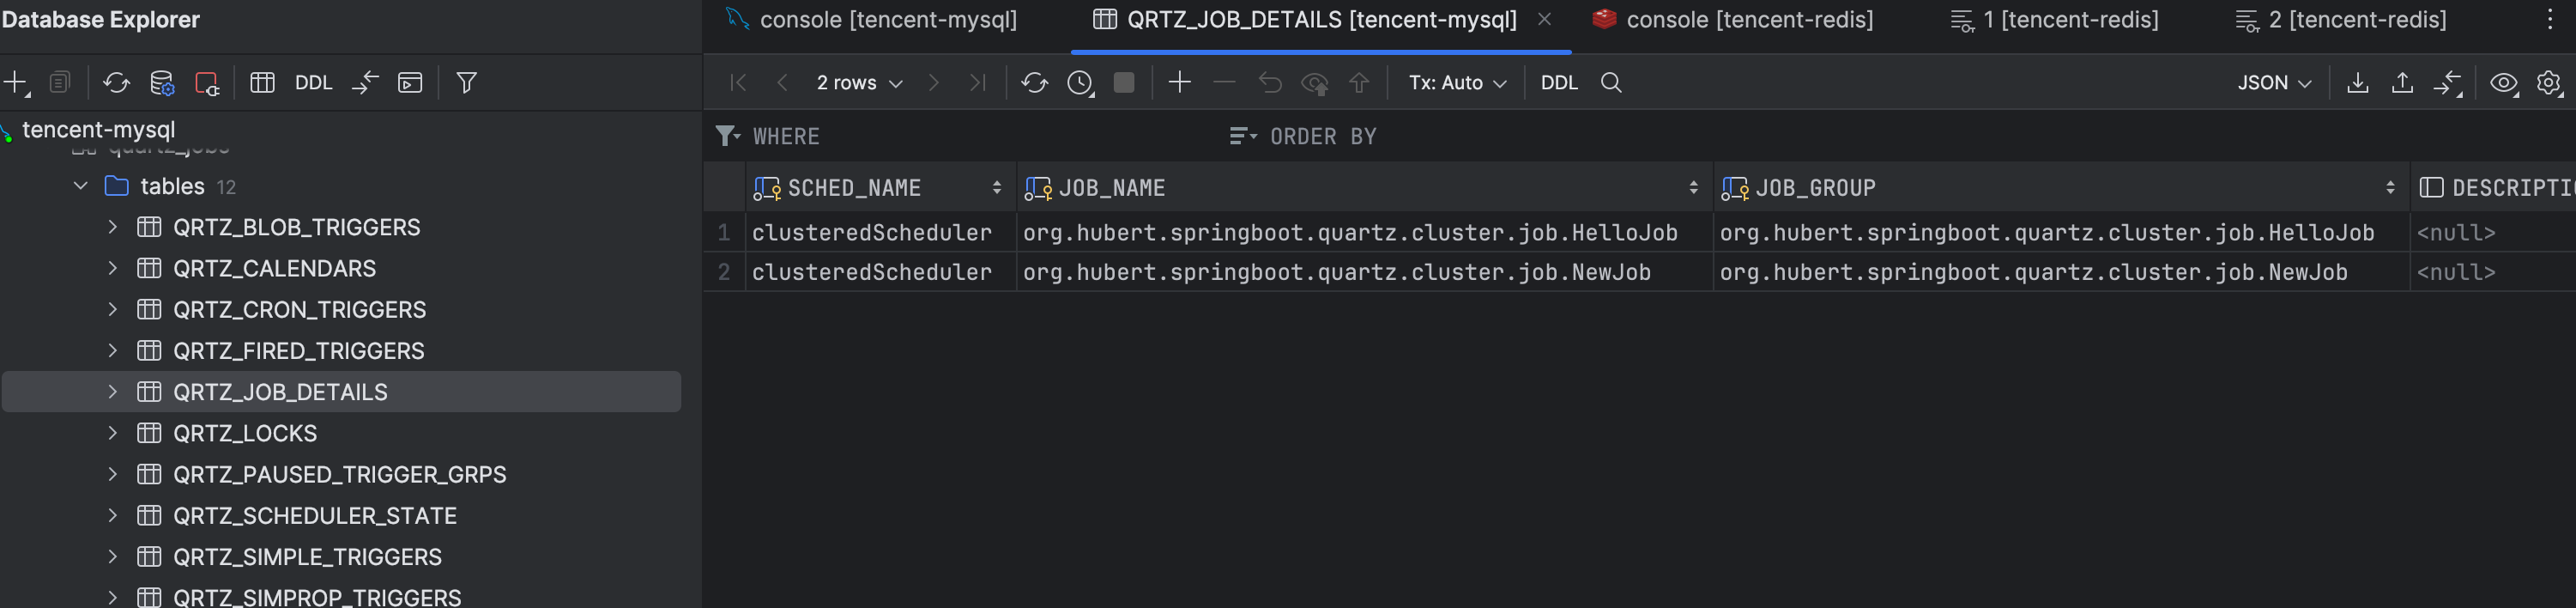 Database Explorer
console [tencent-mysql]
QRTZ_JOB_DETAILS [tencent-mysql]
console [tencent-redis]
1 [tencent-redis]
2 [tencent-redis]
DDL
2 rows
Tx: Auto
DDL
JSON
tencent-mysql
quartz_jobs
tables 12
QRTZ_BLOB_TRIGGERS
QRTZ_CALENDARS
QRTZ_CRON_TRIGGERS
QRTZ_FIRED_TRIGGERS
QRTZ_JOB_DETAILS
QRTZ_LOCKS
QRTZ_PAUSED_TRIGGER_GRPS
QRTZ_SCHEDULER_STATE
QRTZ_SIMPLE_TRIGGERS
QRTZ_SIMPROP_TRIGGERS
WHERE
ORDER BY
SCHED_NAME JOB_NAME JOB_GROUP DESCRIPTI
1 clusteredScheduler org.hubert.springboot.quartz.cluster.job.HelloJob org.hubert.springboot.quartz.cluster.job.HelloJob <null>
2 clusteredScheduler org.hubert.springboot.quartz.cluster.job.NewJob org.hubert.springboot.quartz.cluster.job.NewJob <null>